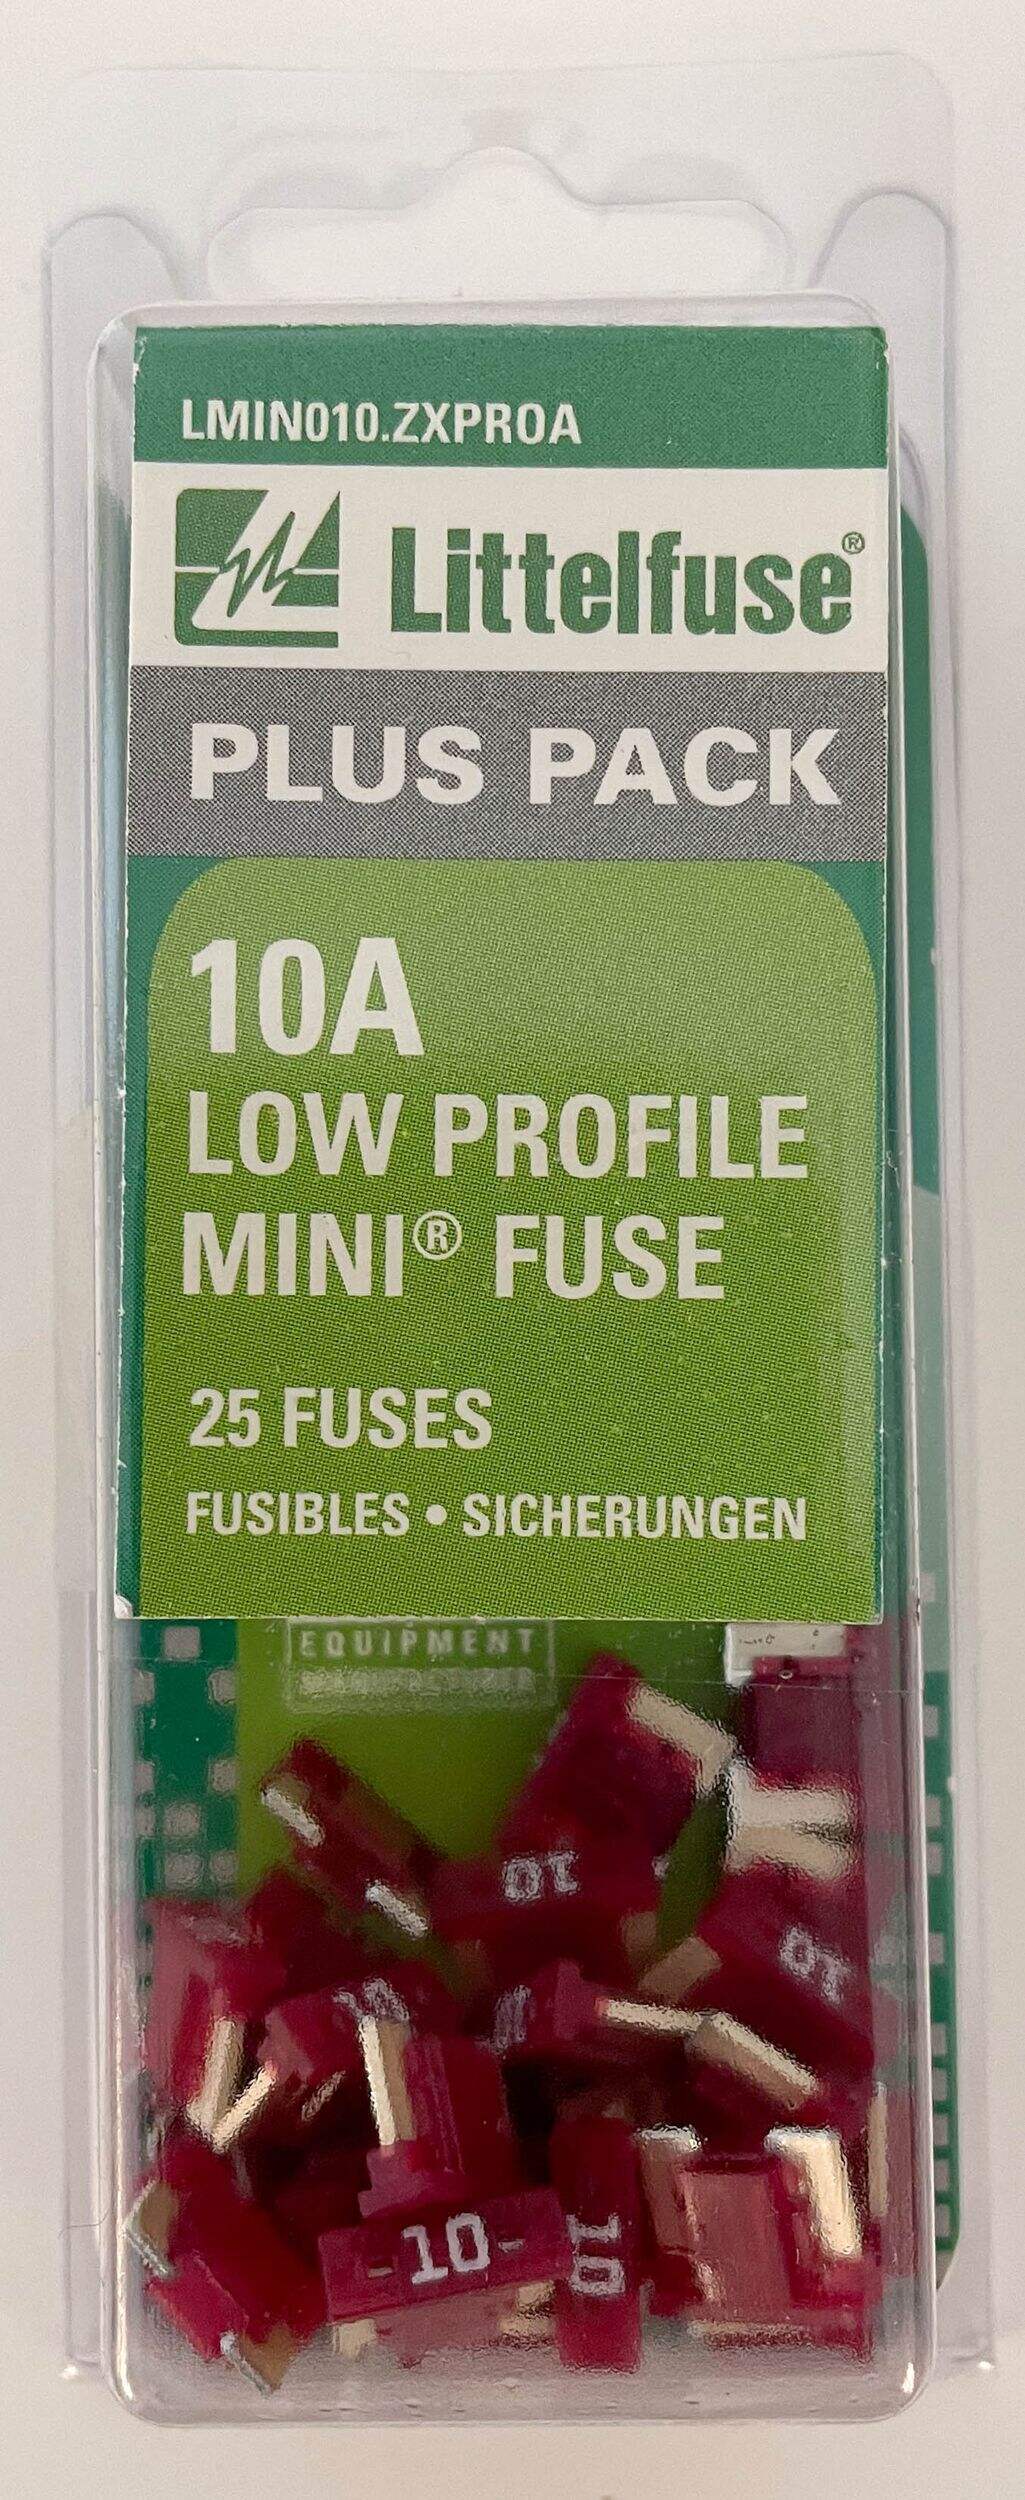 LMIN010.ZXPROA
Littelfuse®
PLUS PACK
10A
LOW PROFILE
MINI® FUSE
25 FUSES
FUSIBLES • SICHERUNGEN
EQUIPMENT
10
10
10
-10-
10